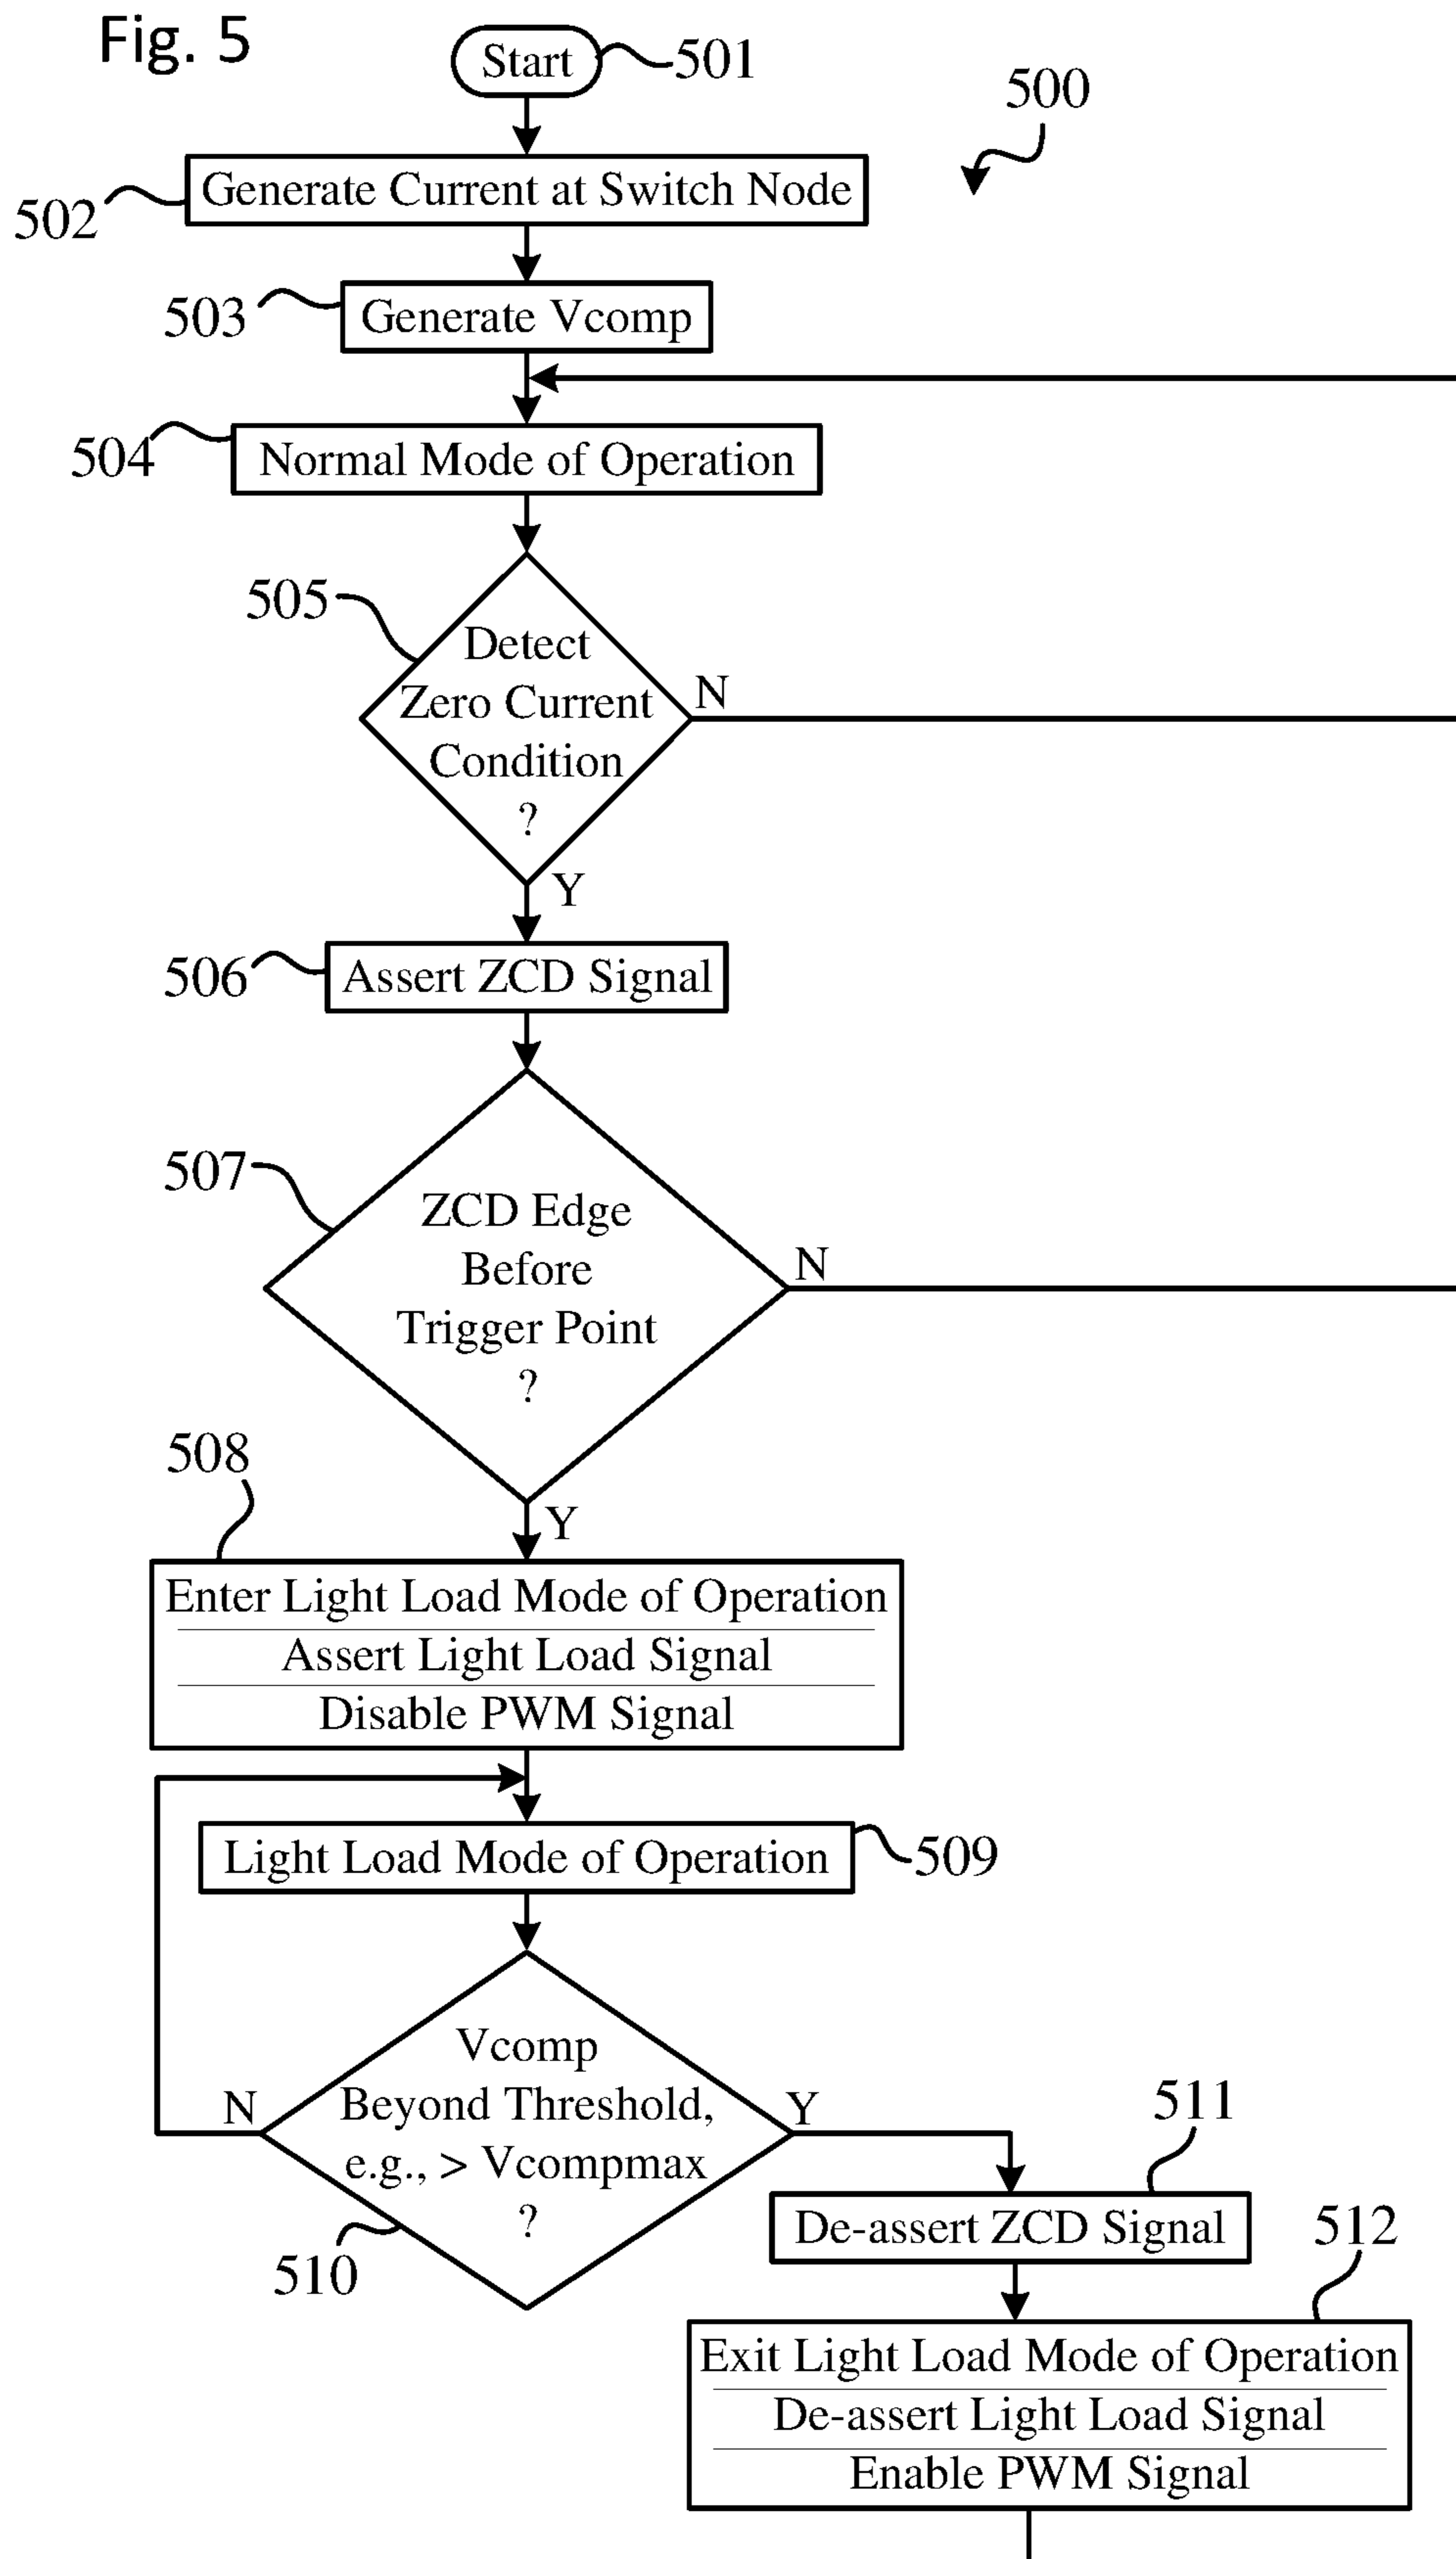 Fig. 5
Start
501
500
Generate Current at Switch Node
502
Generate Vcomp
503
Normal Mode of Operation
504
505
Detect
Zero Current
Condition
?
N
Y
Assert ZCD Signal
506
507
ZCD Edge
Before
Trigger Point
?
N
Y
508
Enter Light Load Mode of Operation
Assert Light Load Signal
Disable PWM Signal
Light Load Mode of Operation
509
Vcomp
Beyond Threshold,
e.g., > Vcompmax
?
N
Y
510
511
De-assert ZCD Signal
512
Exit Light Load Mode of Operation
De-assert Light Load Signal
Enable PWM Signal